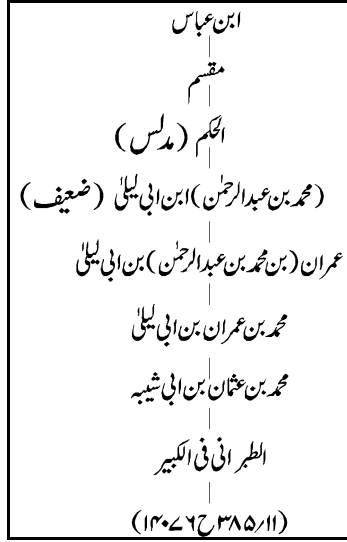 ابن عباس
مقسم
الحکم (مدلس)
(محمد بن عبدالرحمٰن) ابن ابی لیلیٰ (ضعیف)
عمران (بن محمد بن عبدالرحمٰن) بن ابی لیلیٰ
محمد بن عمران بن ابی لیلیٰ
محمد بن عثمان بن ابی شیبہ
الطبرانی فی الکبیر
(۱۱/۳۸۵ ح۱۲۰۷۶)